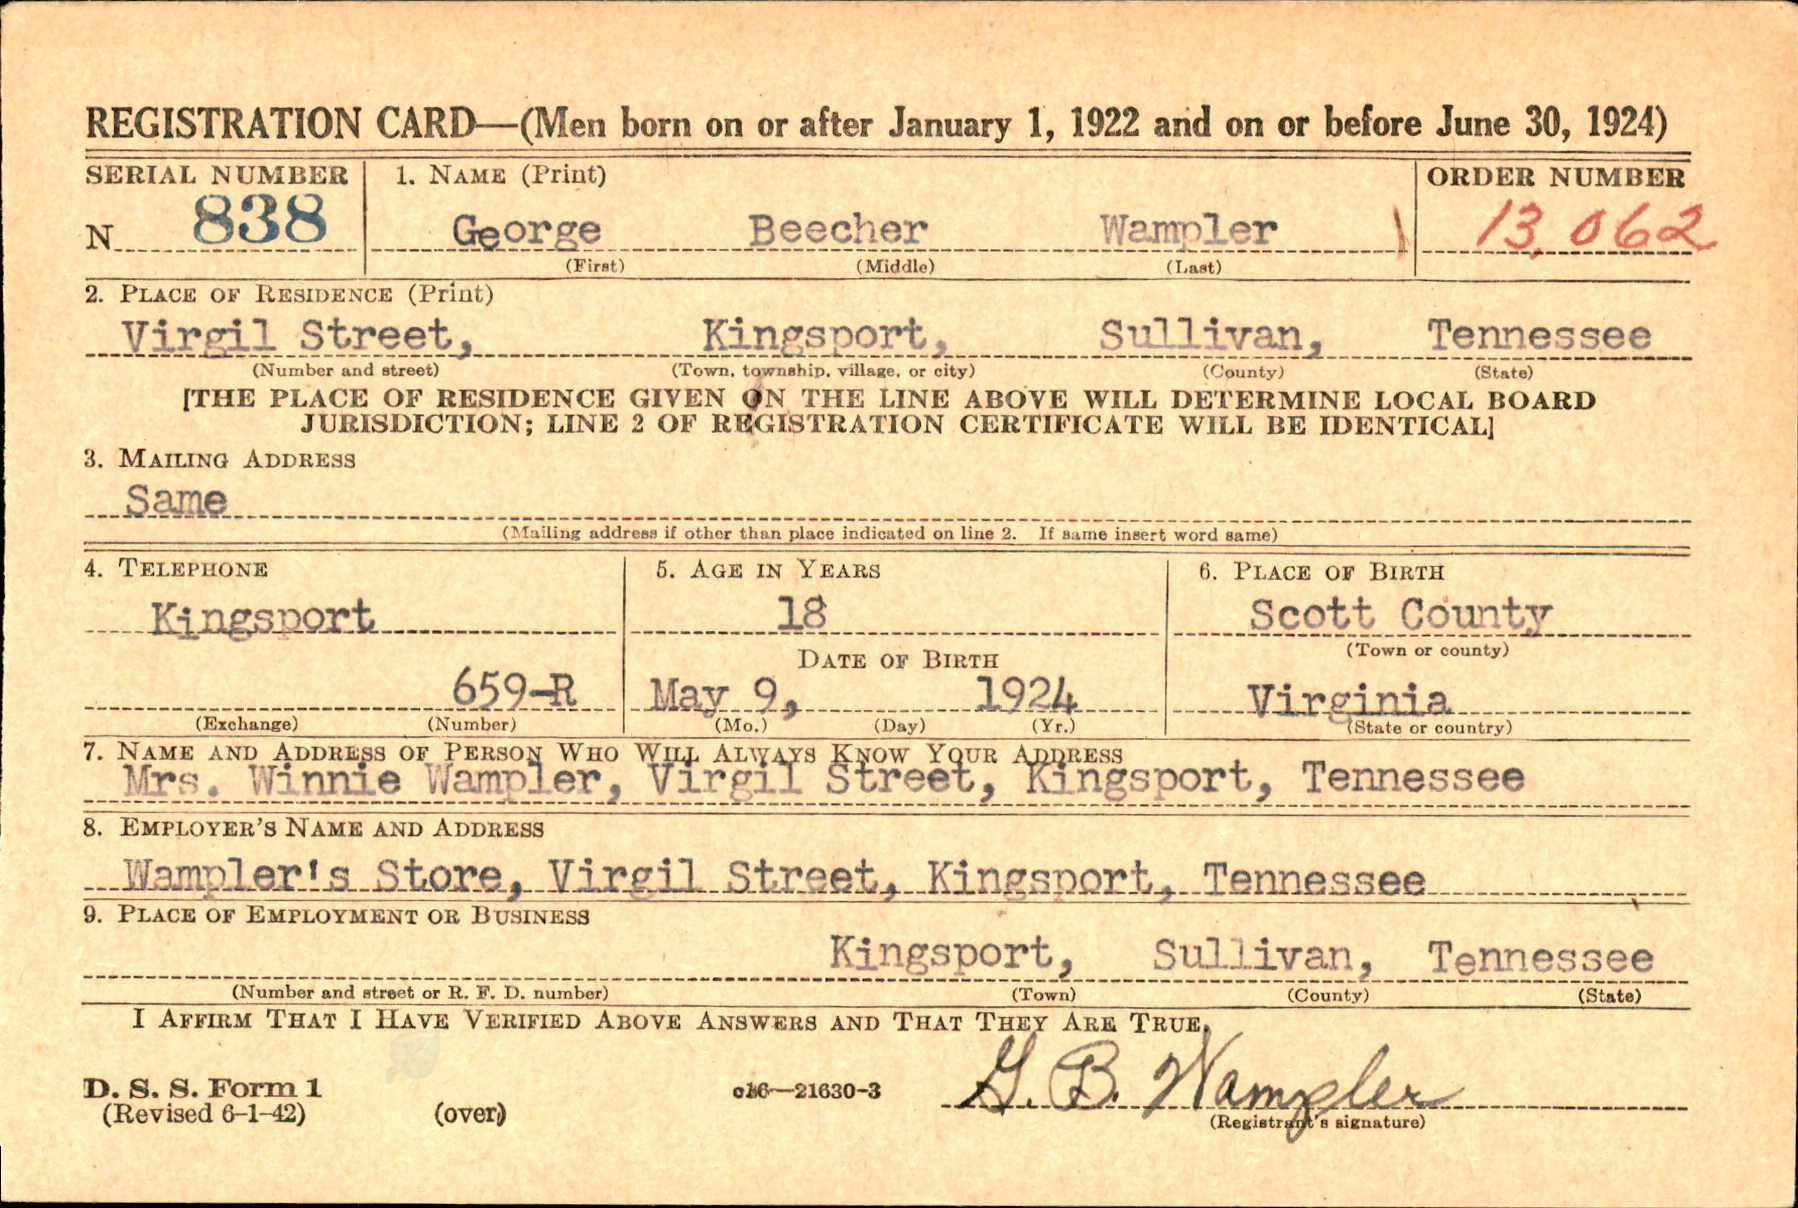 REGISTRATION CARD—(Men born on or after January 1, 1922 and on or before June 30, 1924)
SERIAL NUMBER 1. NAME (Print) ORDER NUMBER
N 838 George Beecher Wampler 13,062
(First) (Middle) (Last)
2. PLACE OF RESIDENCE (Print)
Virgil Street, Kingsport, Sullivan, Tennessee
(Number and street) (Town, township, village, or city) (County) (State)
[THE PLACE OF RESIDENCE GIVEN ON THE LINE ABOVE WILL DETERMINE LOCAL BOARD
JURISDICTION; LINE 2 OF REGISTRATION CERTIFICATE WILL BE IDENTICAL]
3. MAILING ADDRESS
Same
(Mailing address if other than place indicated on line 2. If same insert word same)
4. TELEPHONE 5. AGE IN YEARS 6. PLACE OF BIRTH
Kingsport 18 Scott County
DATE OF BIRTH (Town or county)
659-R May 9, 1924 Virginia
(Exchange) (Number) (Mo.) (Day) (Yr.) (State or country)
7. NAME AND ADDRESS OF PERSON WHO WILL ALWAYS KNOW YOUR ADDRESS
Mrs. Winnie Wampler, Virgil Street, Kingsport, Tennessee
8. EMPLOYER'S NAME AND ADDRESS
Wampler's Store, Virgil Street, Kingsport, Tennessee
9. PLACE OF EMPLOYMENT OR BUSINESS
Kingsport, Sullivan, Tennessee
(Number and street or R. F. D. number) (Town) (County) (State)
I AFFIRM THAT I HAVE VERIFIED ABOVE ANSWERS AND THAT THEY ARE TRUE.
D. S. S. Form 1 c16—21630-3 G. B. Wampler
(Revised 6-1-42) (over) (Registrant's signature)